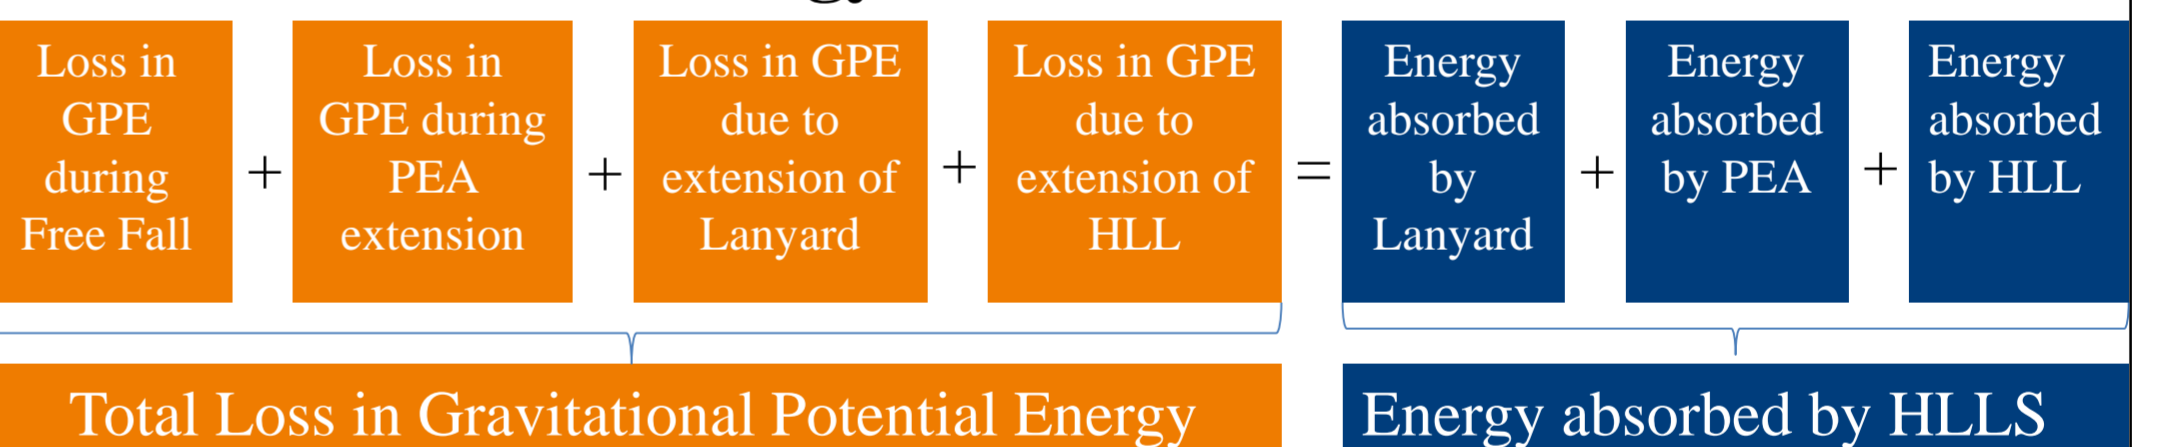 Loss in
GPE
during
Free Fall
+
Loss in
GPE during
PEA
extension
+
Loss in GPE
due to
extension of
Lanyard
+
Loss in GPE
due to
extension of
HLL
=
Energy
absorbed
by
Lanyard
+
Energy
absorbed
by PEA
+
Energy
absorbed
by HLL
Total Loss in Gravitational Potential Energy
Energy absorbed by HLLS